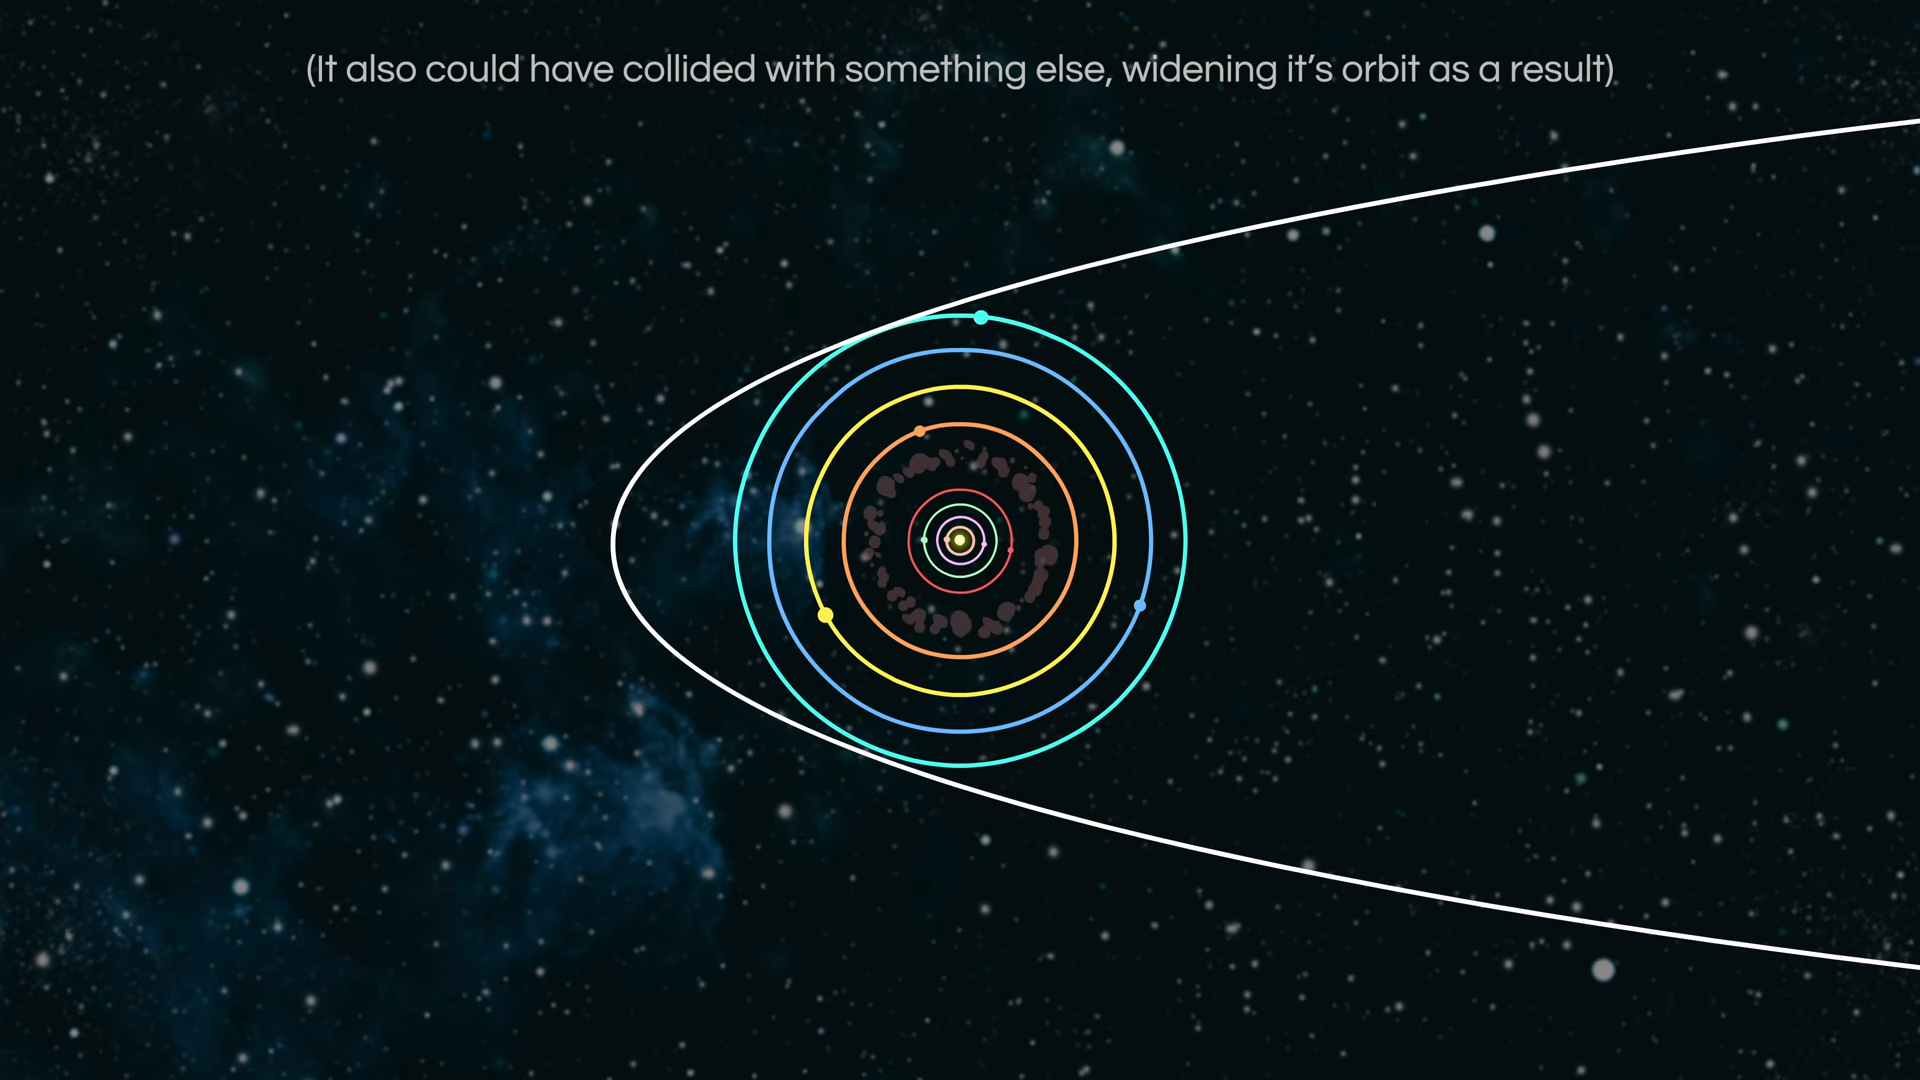 (It also could have collided with something else, widening it’s orbit as a result)